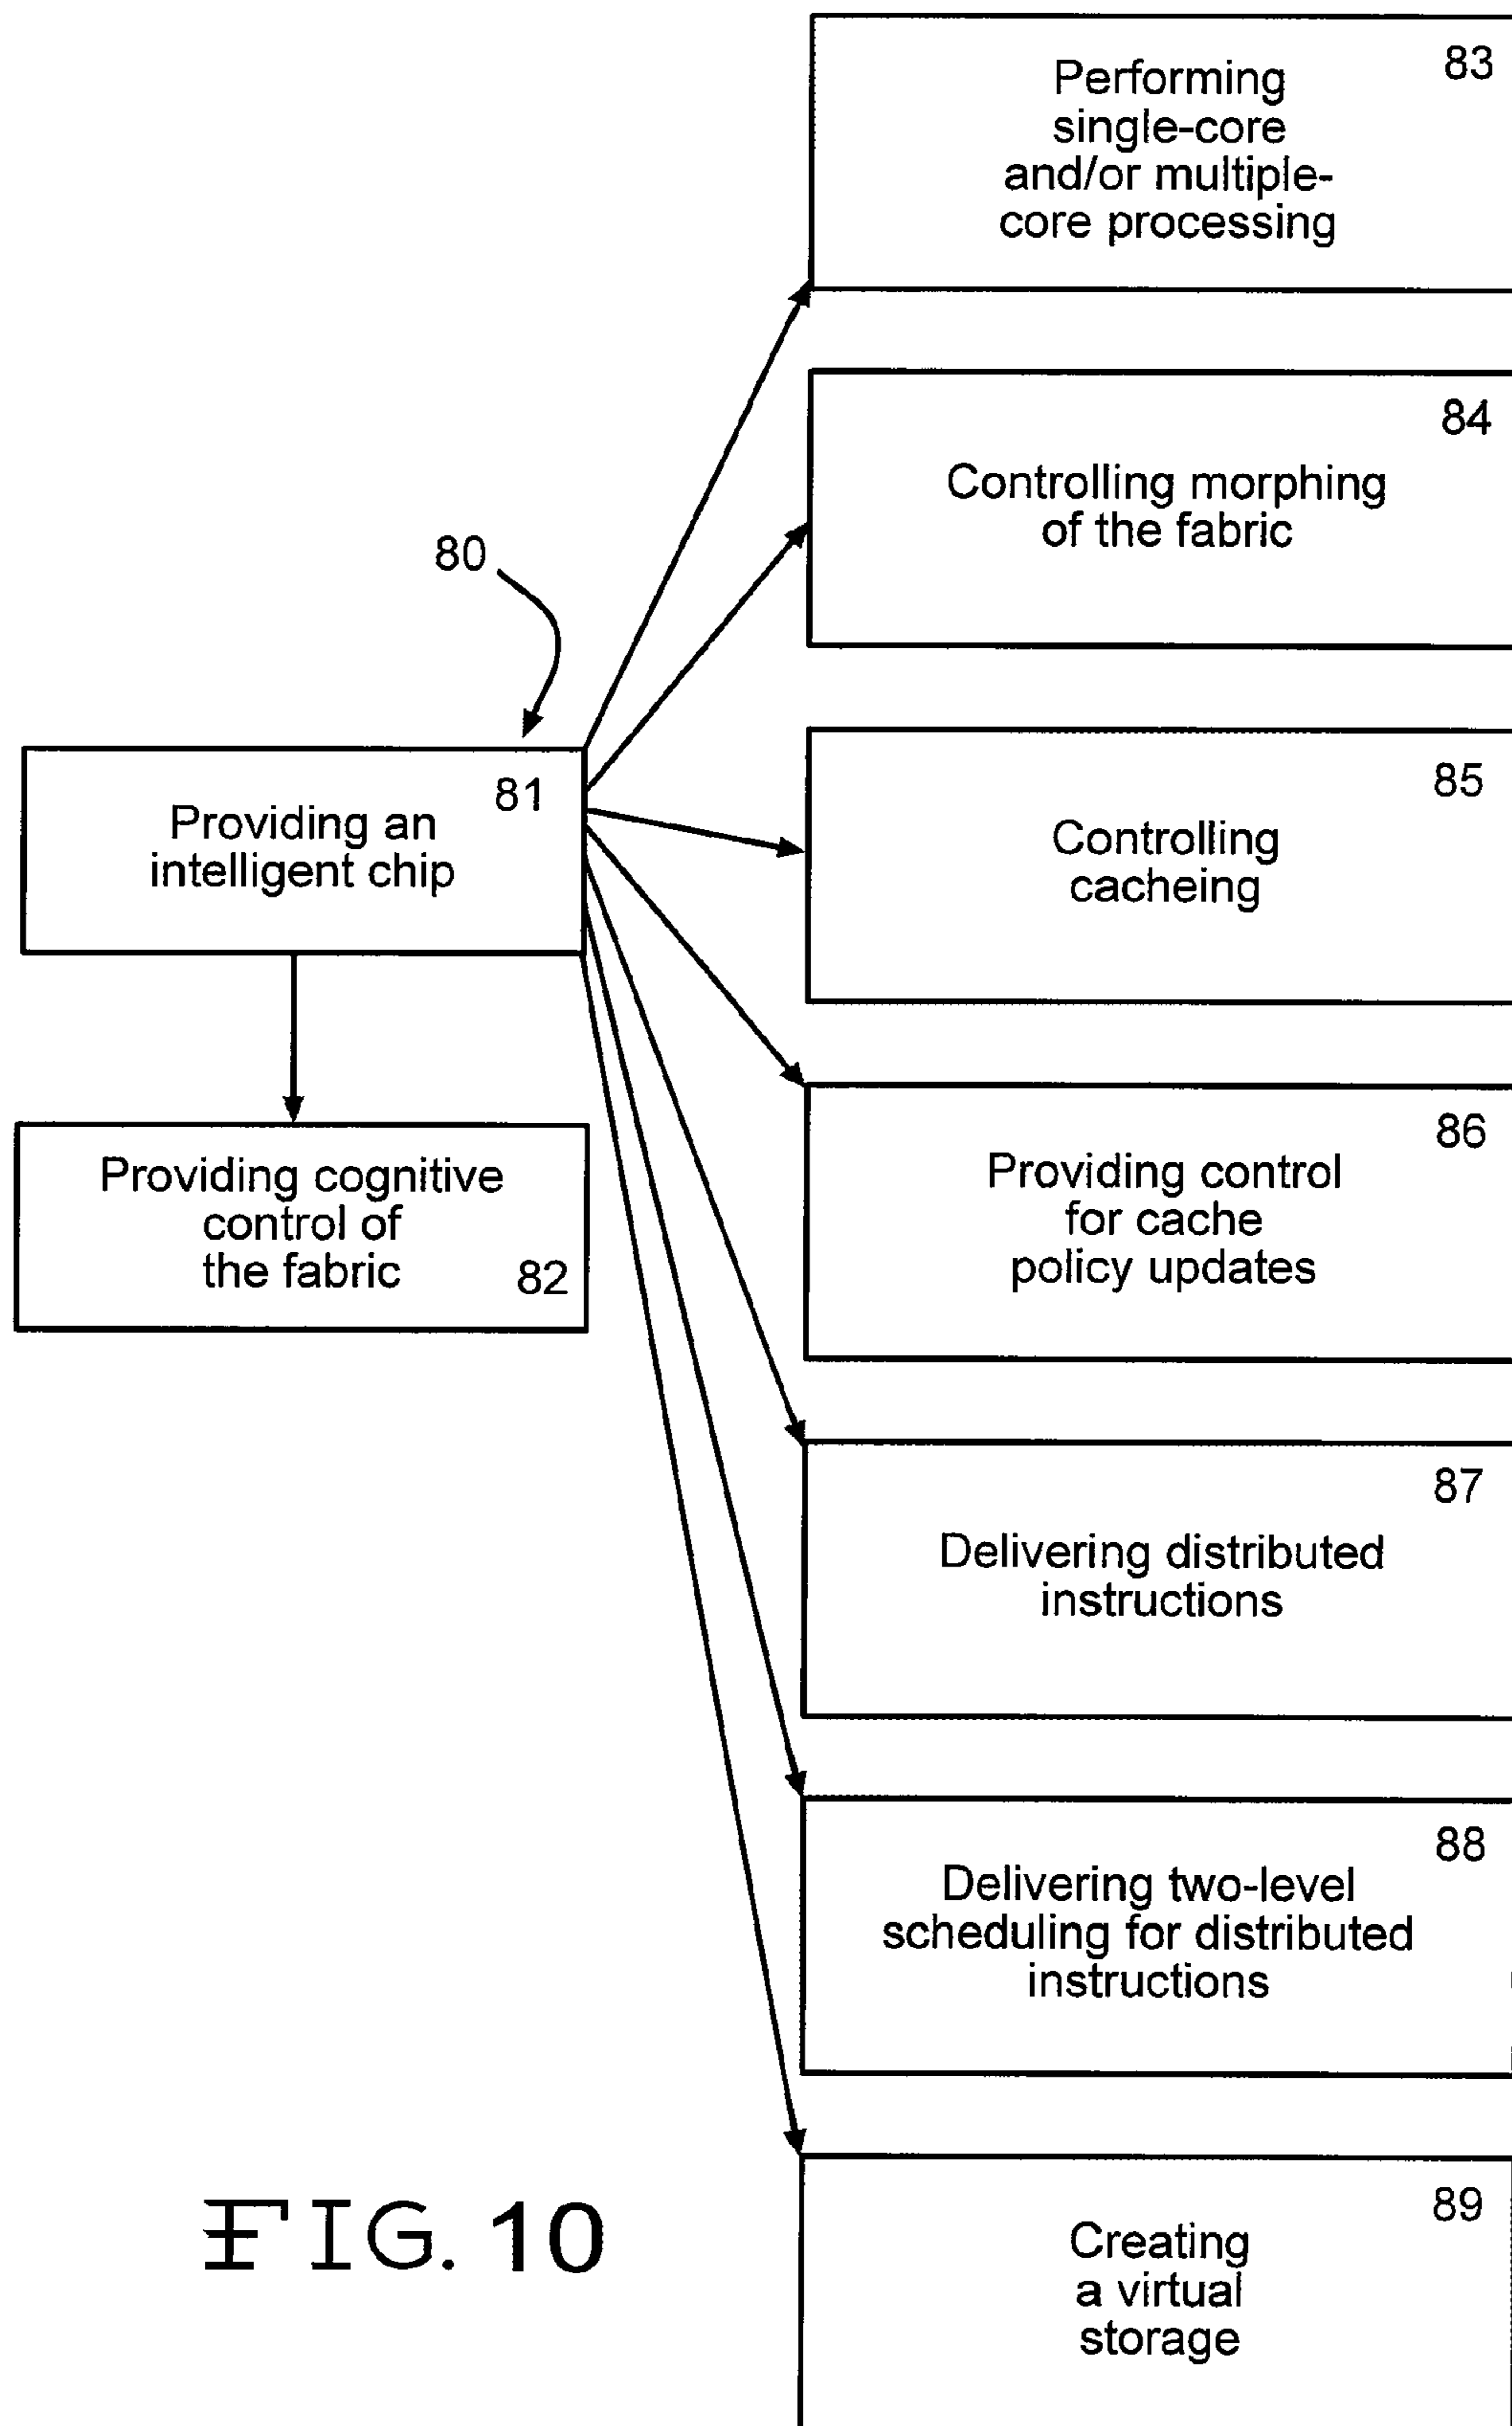 83
Performing
single-core
and/or multiple-
core processing
84
Controlling morphing
of the fabric
80
81
Providing an
intelligent chip
85
Controlling
cacheing
82
Providing cognitive
control of
the fabric
86
Providing control
for cache
policy updates
87
Delivering distributed
instructions
88
Delivering two-level
scheduling for distributed
instructions
89
Creating
a virtual
storage
FIG. 10